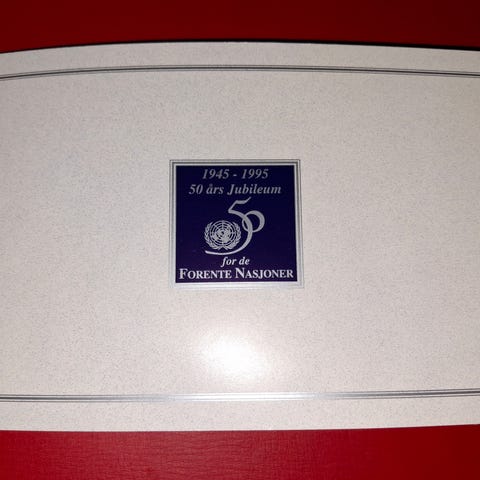 1945 - 1995
50 års Jubileum
50
for de
FORENTE NASJONER